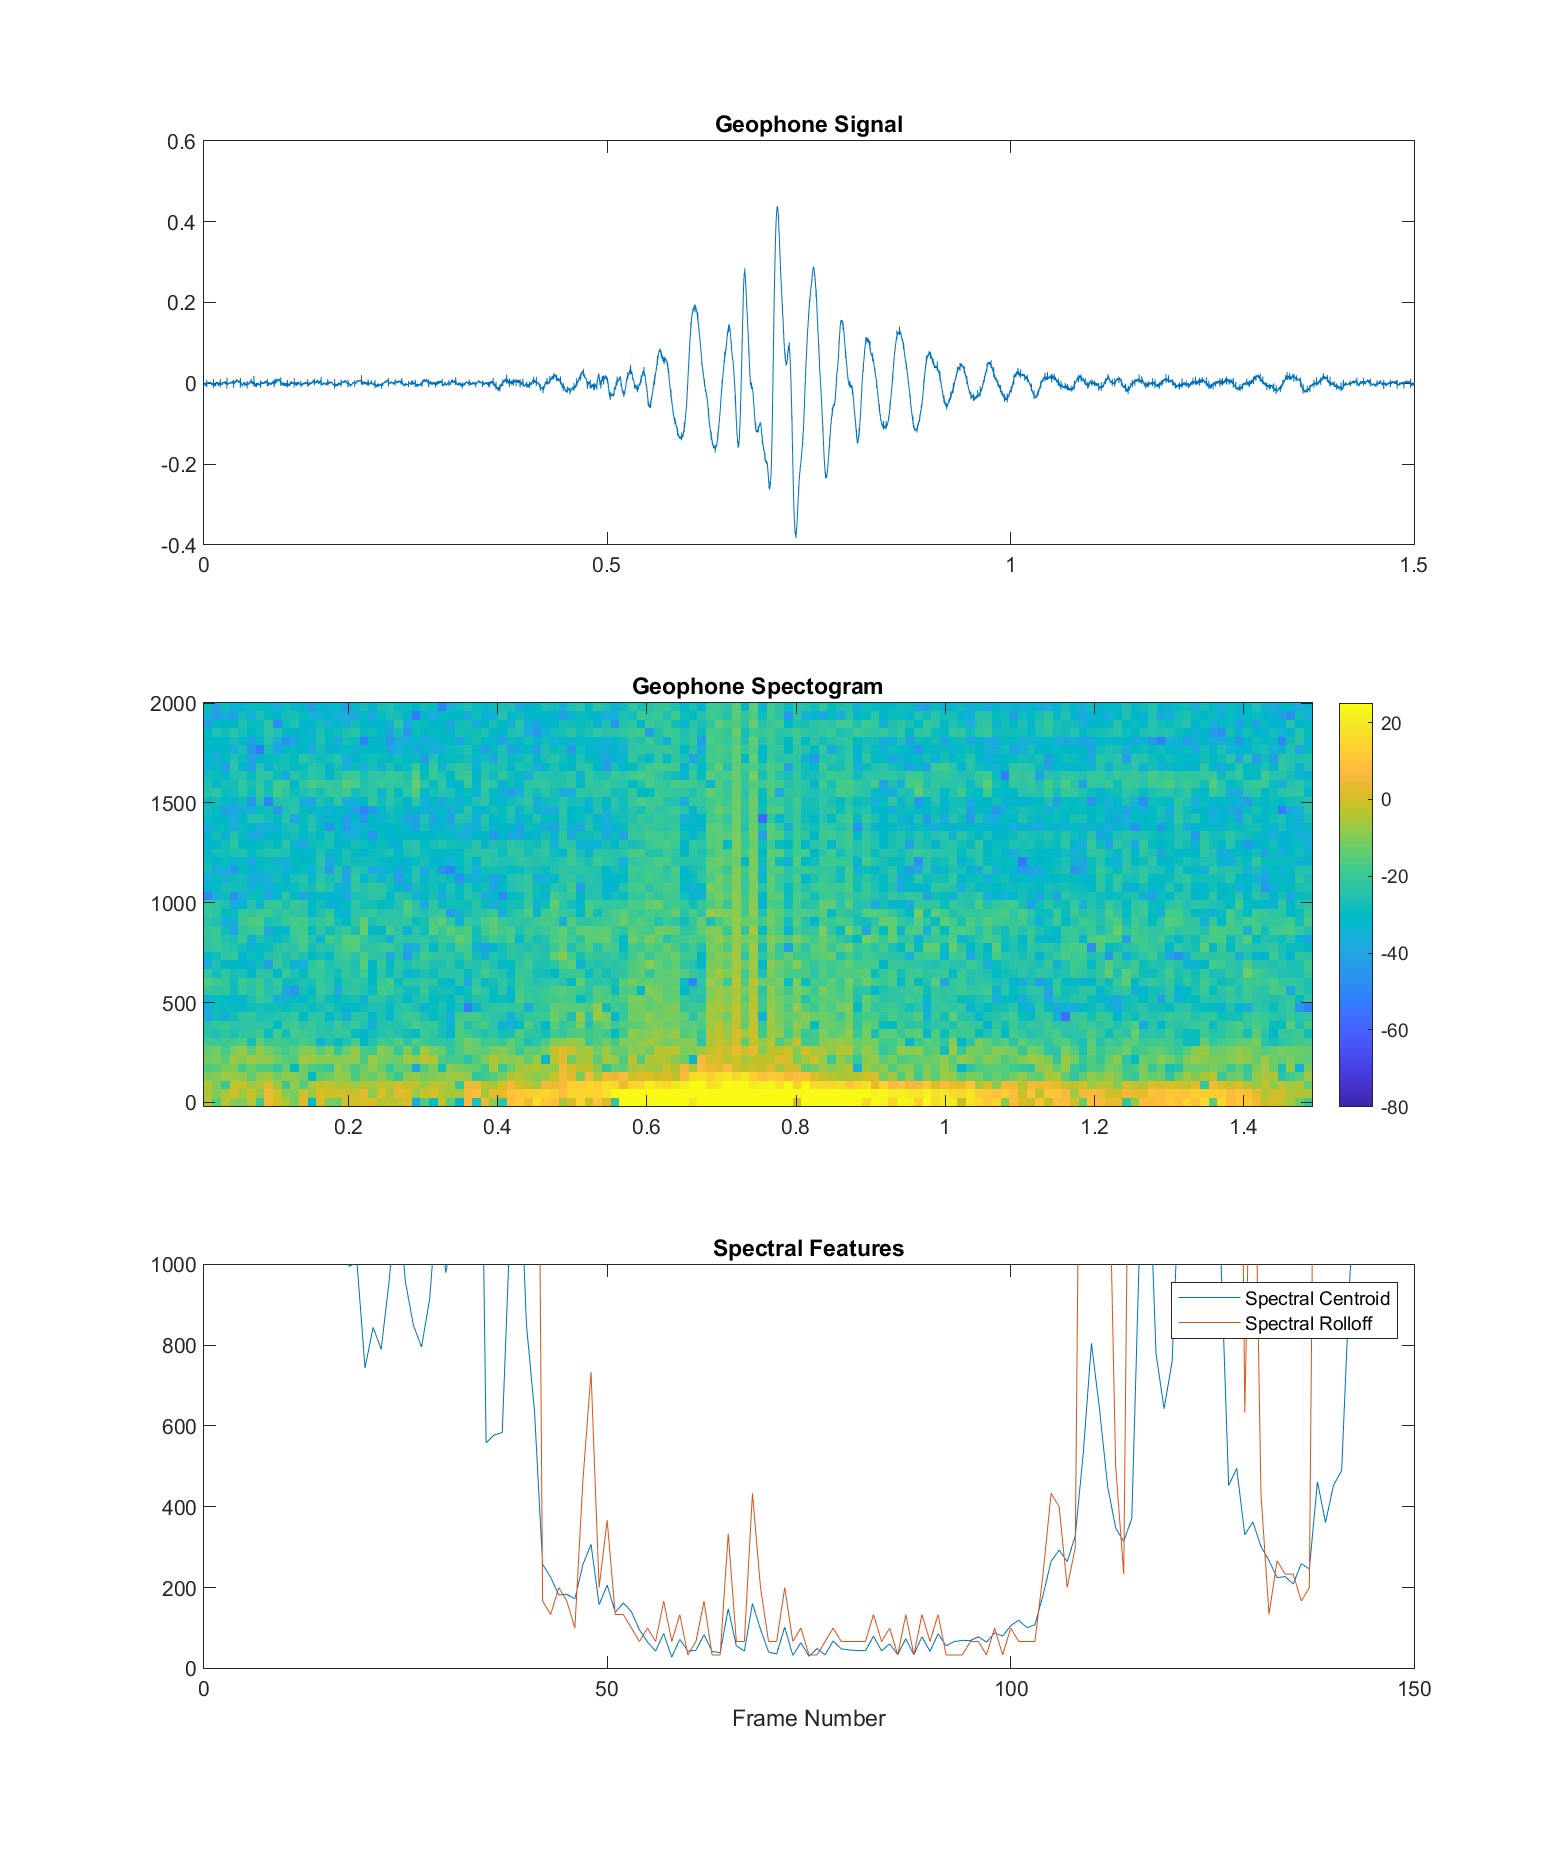 Geophone Signal
0.6
0.4
0.2
0
-0.2
-0.4
0 0.5 1 1.5
Geophone Spectogram
2000
1500
1000
500
0
0.2 0.4 0.6 0.8 1 1.2 1.4
20
0
-20
-40
-60
-80
Spectral Features
1000
800
600
400
200
0
Spectral Centroid
Spectral Rolloff
0 50 100 150
Frame Number